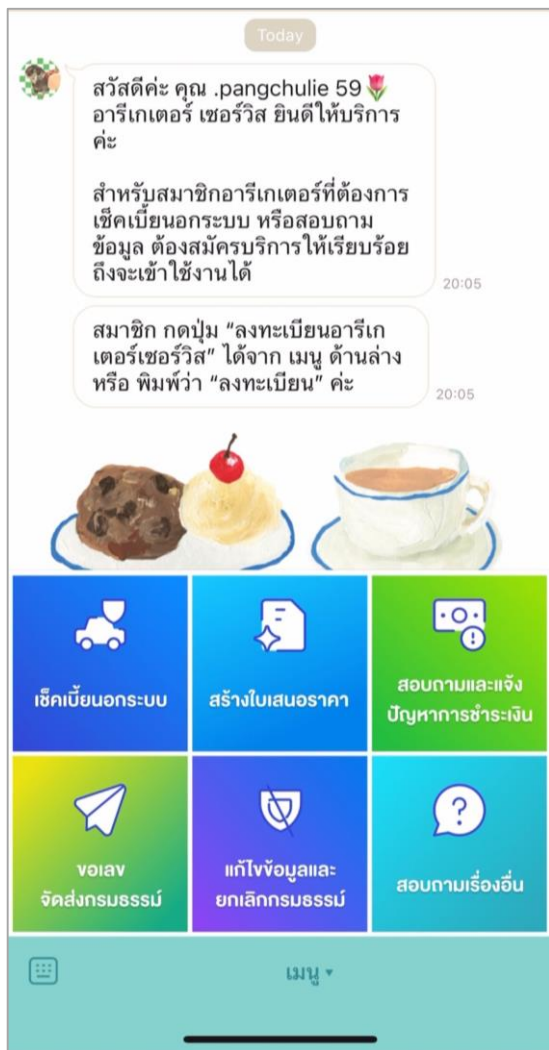 Today
สวัสดีค่ะ คุณ .pangchulie 59🌷
อารีเกเตอร์ เซอร์วิส ยินดีให้บริการ
ค่ะ
สำหรับสมาชิกอารีเกเตอร์ที่ต้องการ
เช็คเบี้ยนอกระบบ หรือสอบถาม
ข้อมูล ต้องสมัครบริการให้เรียบร้อย
ถึงจะเข้าใช้งานได้
20:05
สมาชิก กดปุ่ม “ลงทะเบียนอารีเก
เตอร์เซอร์วิส” ได้จาก เมนู ด้านล่าง
หรือ พิมพ์ว่า “ลงทะเบียน” ค่ะ
20:05
เช็คเบี้ยนอกระบบ
สร้างใบเสนอราคา
สอบถามและแจ้ง
ปัญหาการชำระเงิน
ขอเลข
จัดส่งกรมธรรม์
แก้ไขข้อมูลและ
ยกเลิกกรมธรรม์
สอบถามเรื่องอื่น
เมนู ▾